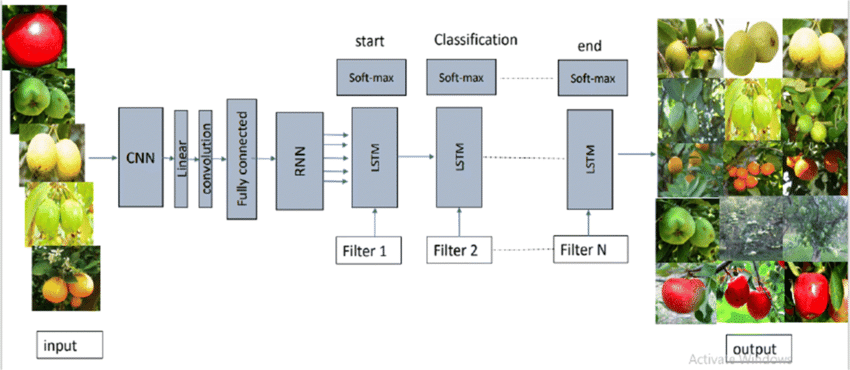 start
Classification
end
Soft-max
Soft-max
Soft-max
CNN
Linear
convolution
Fully connected
RNN
LSTM
LSTM
LSTM
Filter 1
Filter 2
Filter N
input
output
Activate Windows